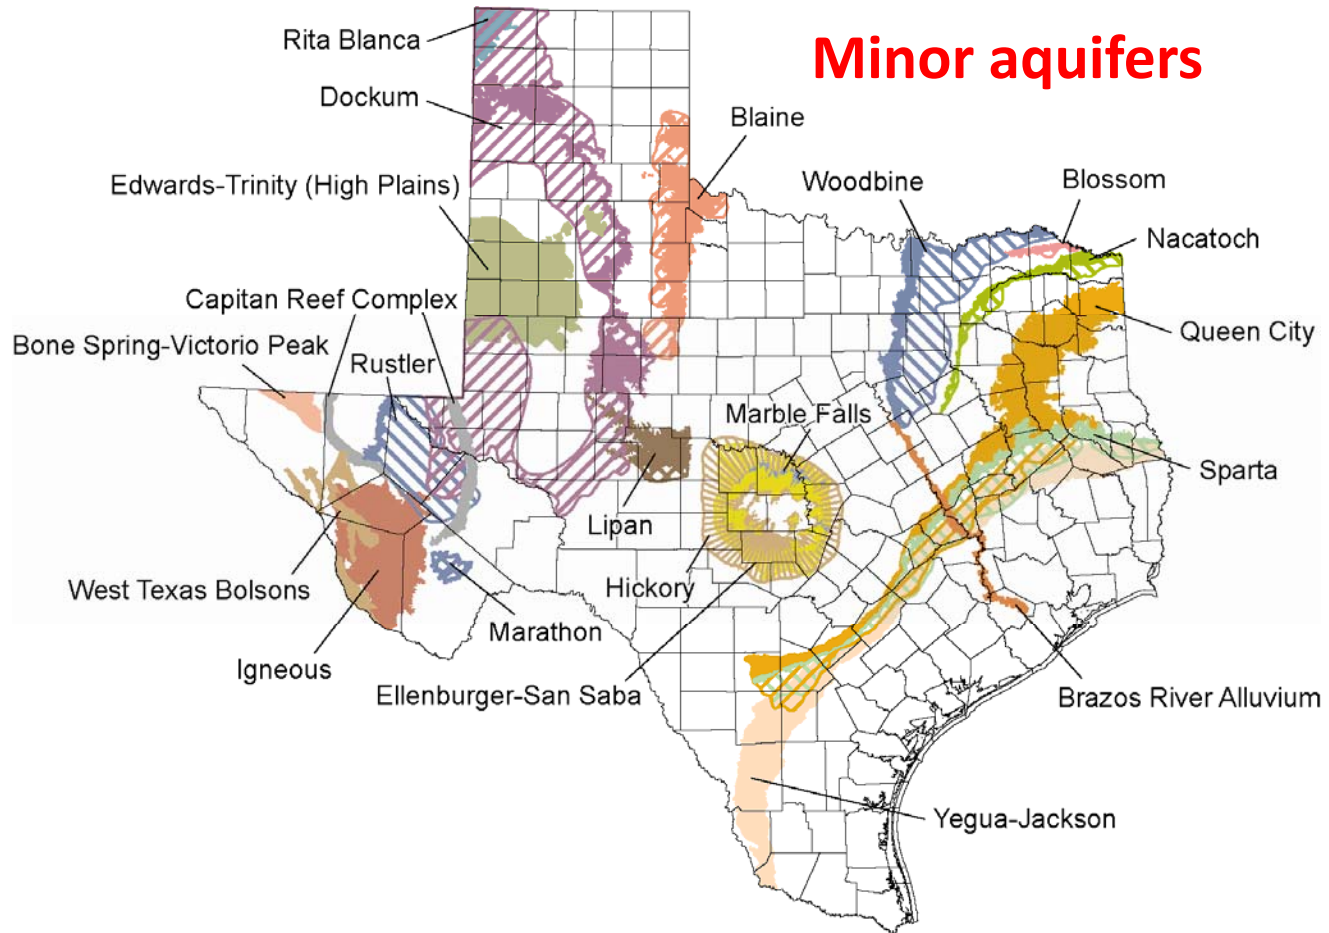 Minor aquifers
Rita Blanca
Dockum
Blaine
Edwards-Trinity (High Plains)
Woodbine
Blossom
Nacatoch
Capitan Reef Complex
Queen City
Bone Spring-Victorio Peak
Rustler
Marble Falls
Sparta
Lipan
West Texas Bolsons
Hickory
Marathon
Igneous
Ellenburger-San Saba
Brazos River Alluvium
Yegua-Jackson